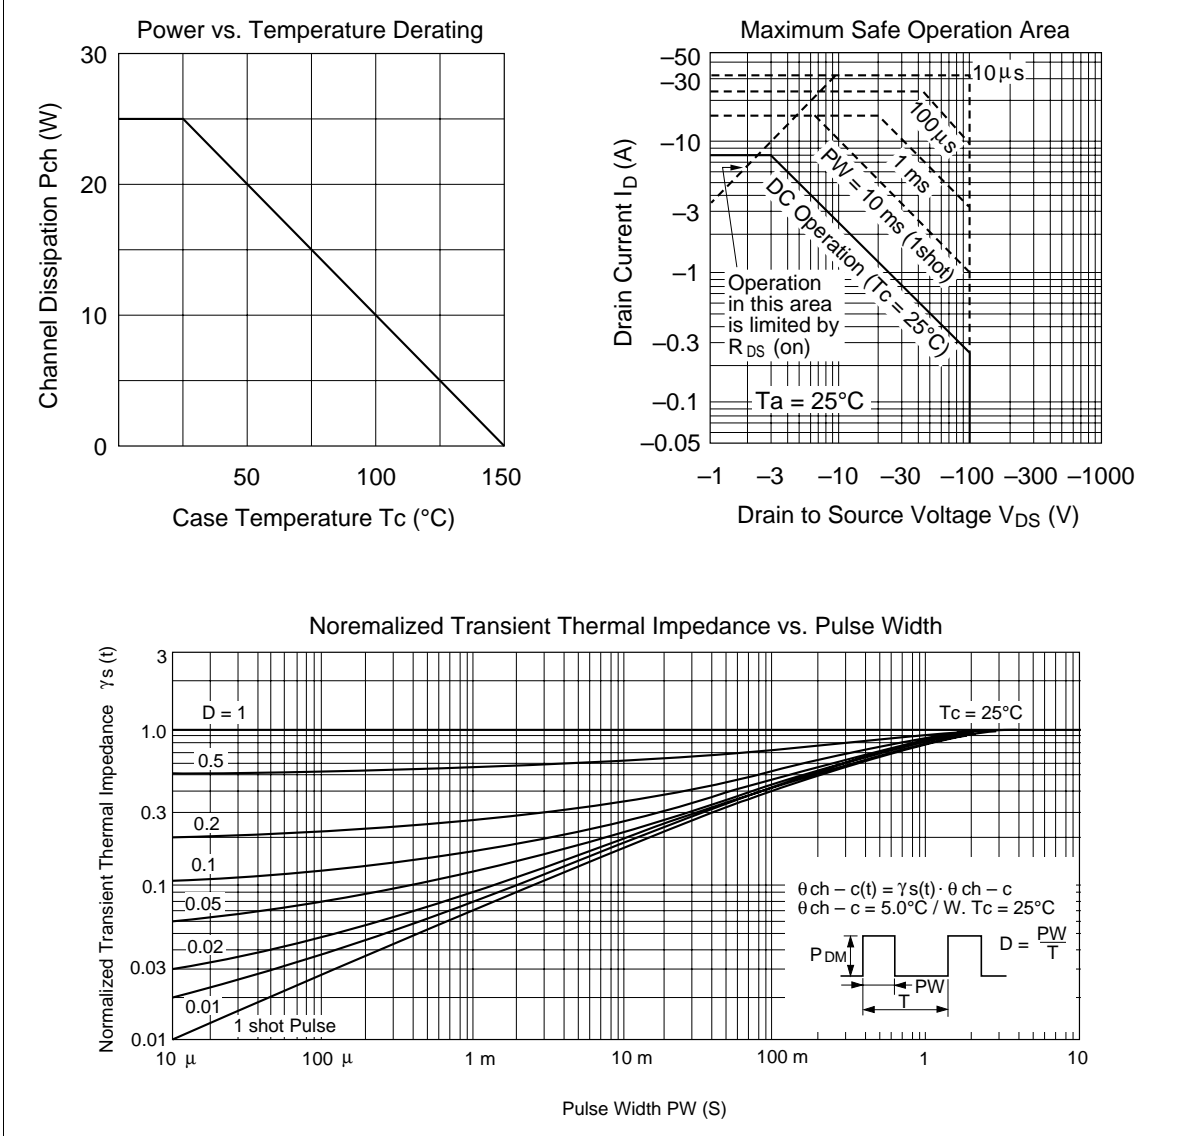 Power vs. Temperature Derating
30
20
10
0
50
100
150
Channel Dissipation Pch (W)
Case Temperature Tc (°C)
Maximum Safe Operation Area
–50
–30
–10
–3
–1
–0.3
–0.1
–0.05
–1
–3
–10
–30
–100
–300
–1000
Drain Current ID (A)
Drain to Source Voltage VDS (V)
10 μs
100 μs
1 ms
PW = 10 ms (1shot)
DC Operation (Tc = 25°C)
Operation
in this area
is limited by
RDS (on)
Ta = 25°C
Noremalized Transient Thermal Impedance vs. Pulse Width
Normalized Transient Thermal Impedance γ s (t)
3
1.0
0.3
0.1
0.03
0.01
D = 1
0.5
0.2
0.1
0.05
0.02
0.01
1 shot Pulse
Tc = 25°C
θ ch – c(t) = γ s(t) · θ ch – c
θ ch – c = 5.0°C / W. Tc = 25°C
PDM
PW
T
D = PW
T
10 μ
100 μ
1 m
10 m
100 m
1
10
Pulse Width PW (S)